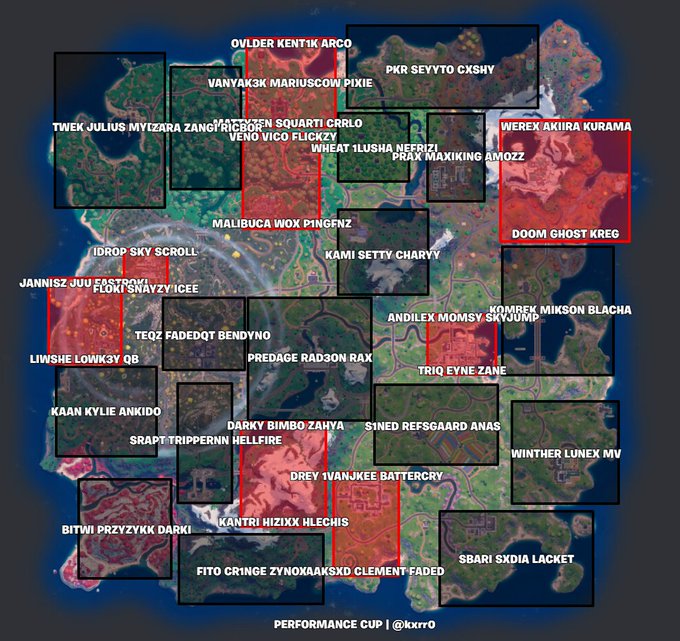 OVLDER KENT1K ARCO
PKR SEYYTO CXSHY
VANYAK3K MARIUSCOW PIXIE
MATTYZEN SQUARTI CRRLO
TWEK JULIUS
ZARA ZANGI RICBOR
VENO VICO FLICKZY
WEREX AKIIRA KURAMA
WHEAT 1LUSHA NEFRIZI
PRAX MAXIKING AMOZZ
MALIBUCA WOX P1NGFNZ
DOOM GHOST KREG
IDROP SKY SCROLL
KAMI SETTY CHARYY
JANNISZ JUU FASTROKI
FLOKI SNAYZY ICEE
KOMBEK MIKSON BLACHA
ANDILEX MOMSY SKYJUMP
TEQZ FADEDQT BENDYNO
LIWSHE LOWK3Y QB
PREDAGE RAD3ON RAX
TRIQ EYNE ZANE
KAAN KYLIE ANKIDO
DARKY BIMBO ZAHYA
S1NED REFSGAARD ANAS
SRAPT TRIPPERNN HELLFIRE
WINTHER LUNEX MV
DREY 1VANJKEE BATTERCRY
KANTRI HIZIXX HLECHIS
BITWI PRZYZYKK DARKI
SBARI SXDIA LACKET
FITO CR1NGE ZYNOX
AAKSXD CLEMENT FADED
PERFORMANCE CUP | @kxrr0